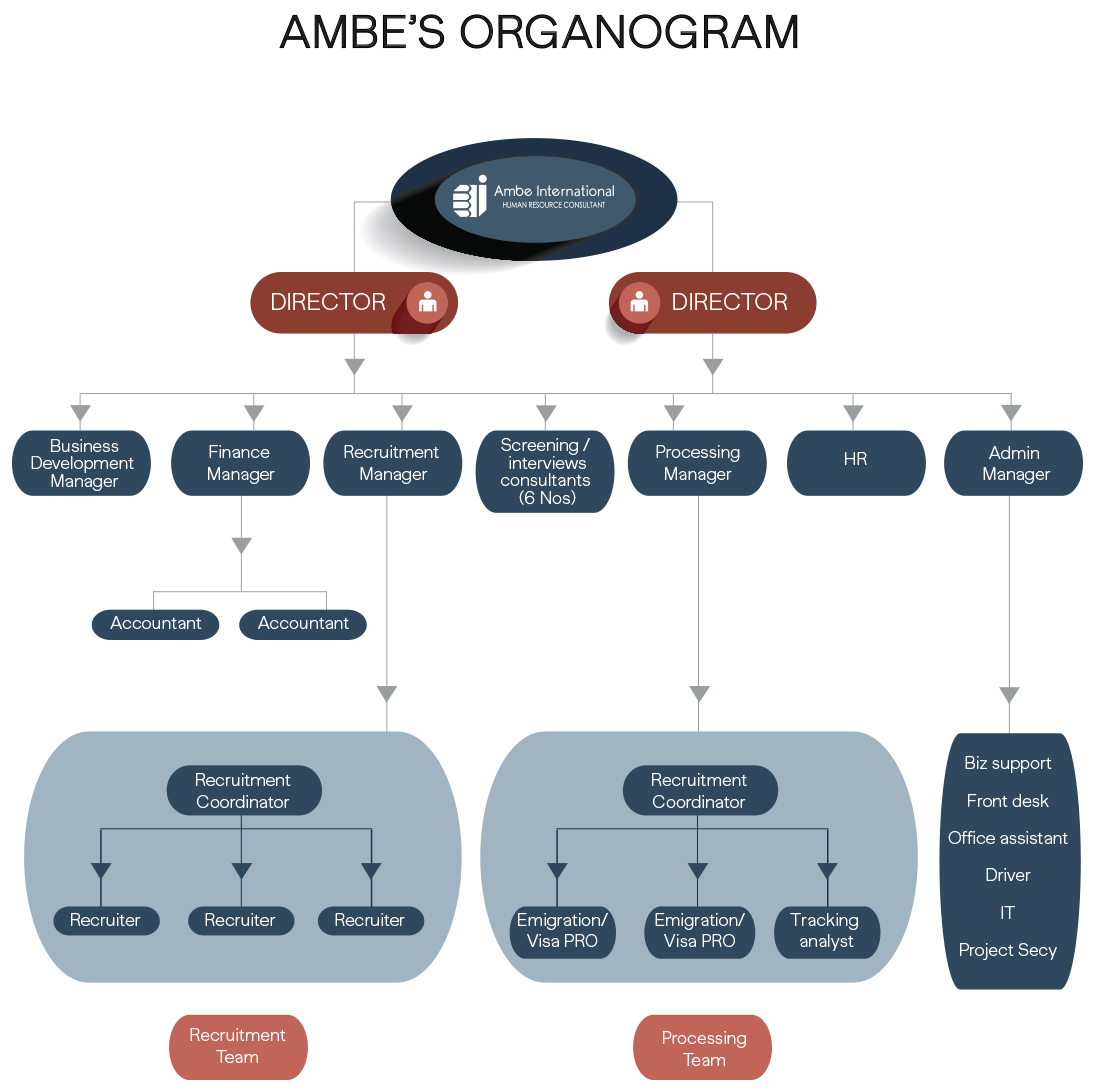 AMBE'S ORGANOGRAM
Ambe International
HUMAN RESOURCE CONSULTANT
DIRECTOR
DIRECTOR
Business
Development
Manager
Finance
Manager
Recruitment
Manager
Screening /
interviews
consultants
(6 Nos)
Processing
Manager
HR
Admin
Manager
Accountant
Accountant
Recruitment
Coordinator
Recruiter
Recruiter
Recruiter
Recruitment
Team
Recruitment
Coordinator
Emigration/
Visa PRO
Emigration/
Visa PRO
Tracking
analyst
Processing
Team
Biz support
Front desk
Office assistant
Driver
IT
Project Secy